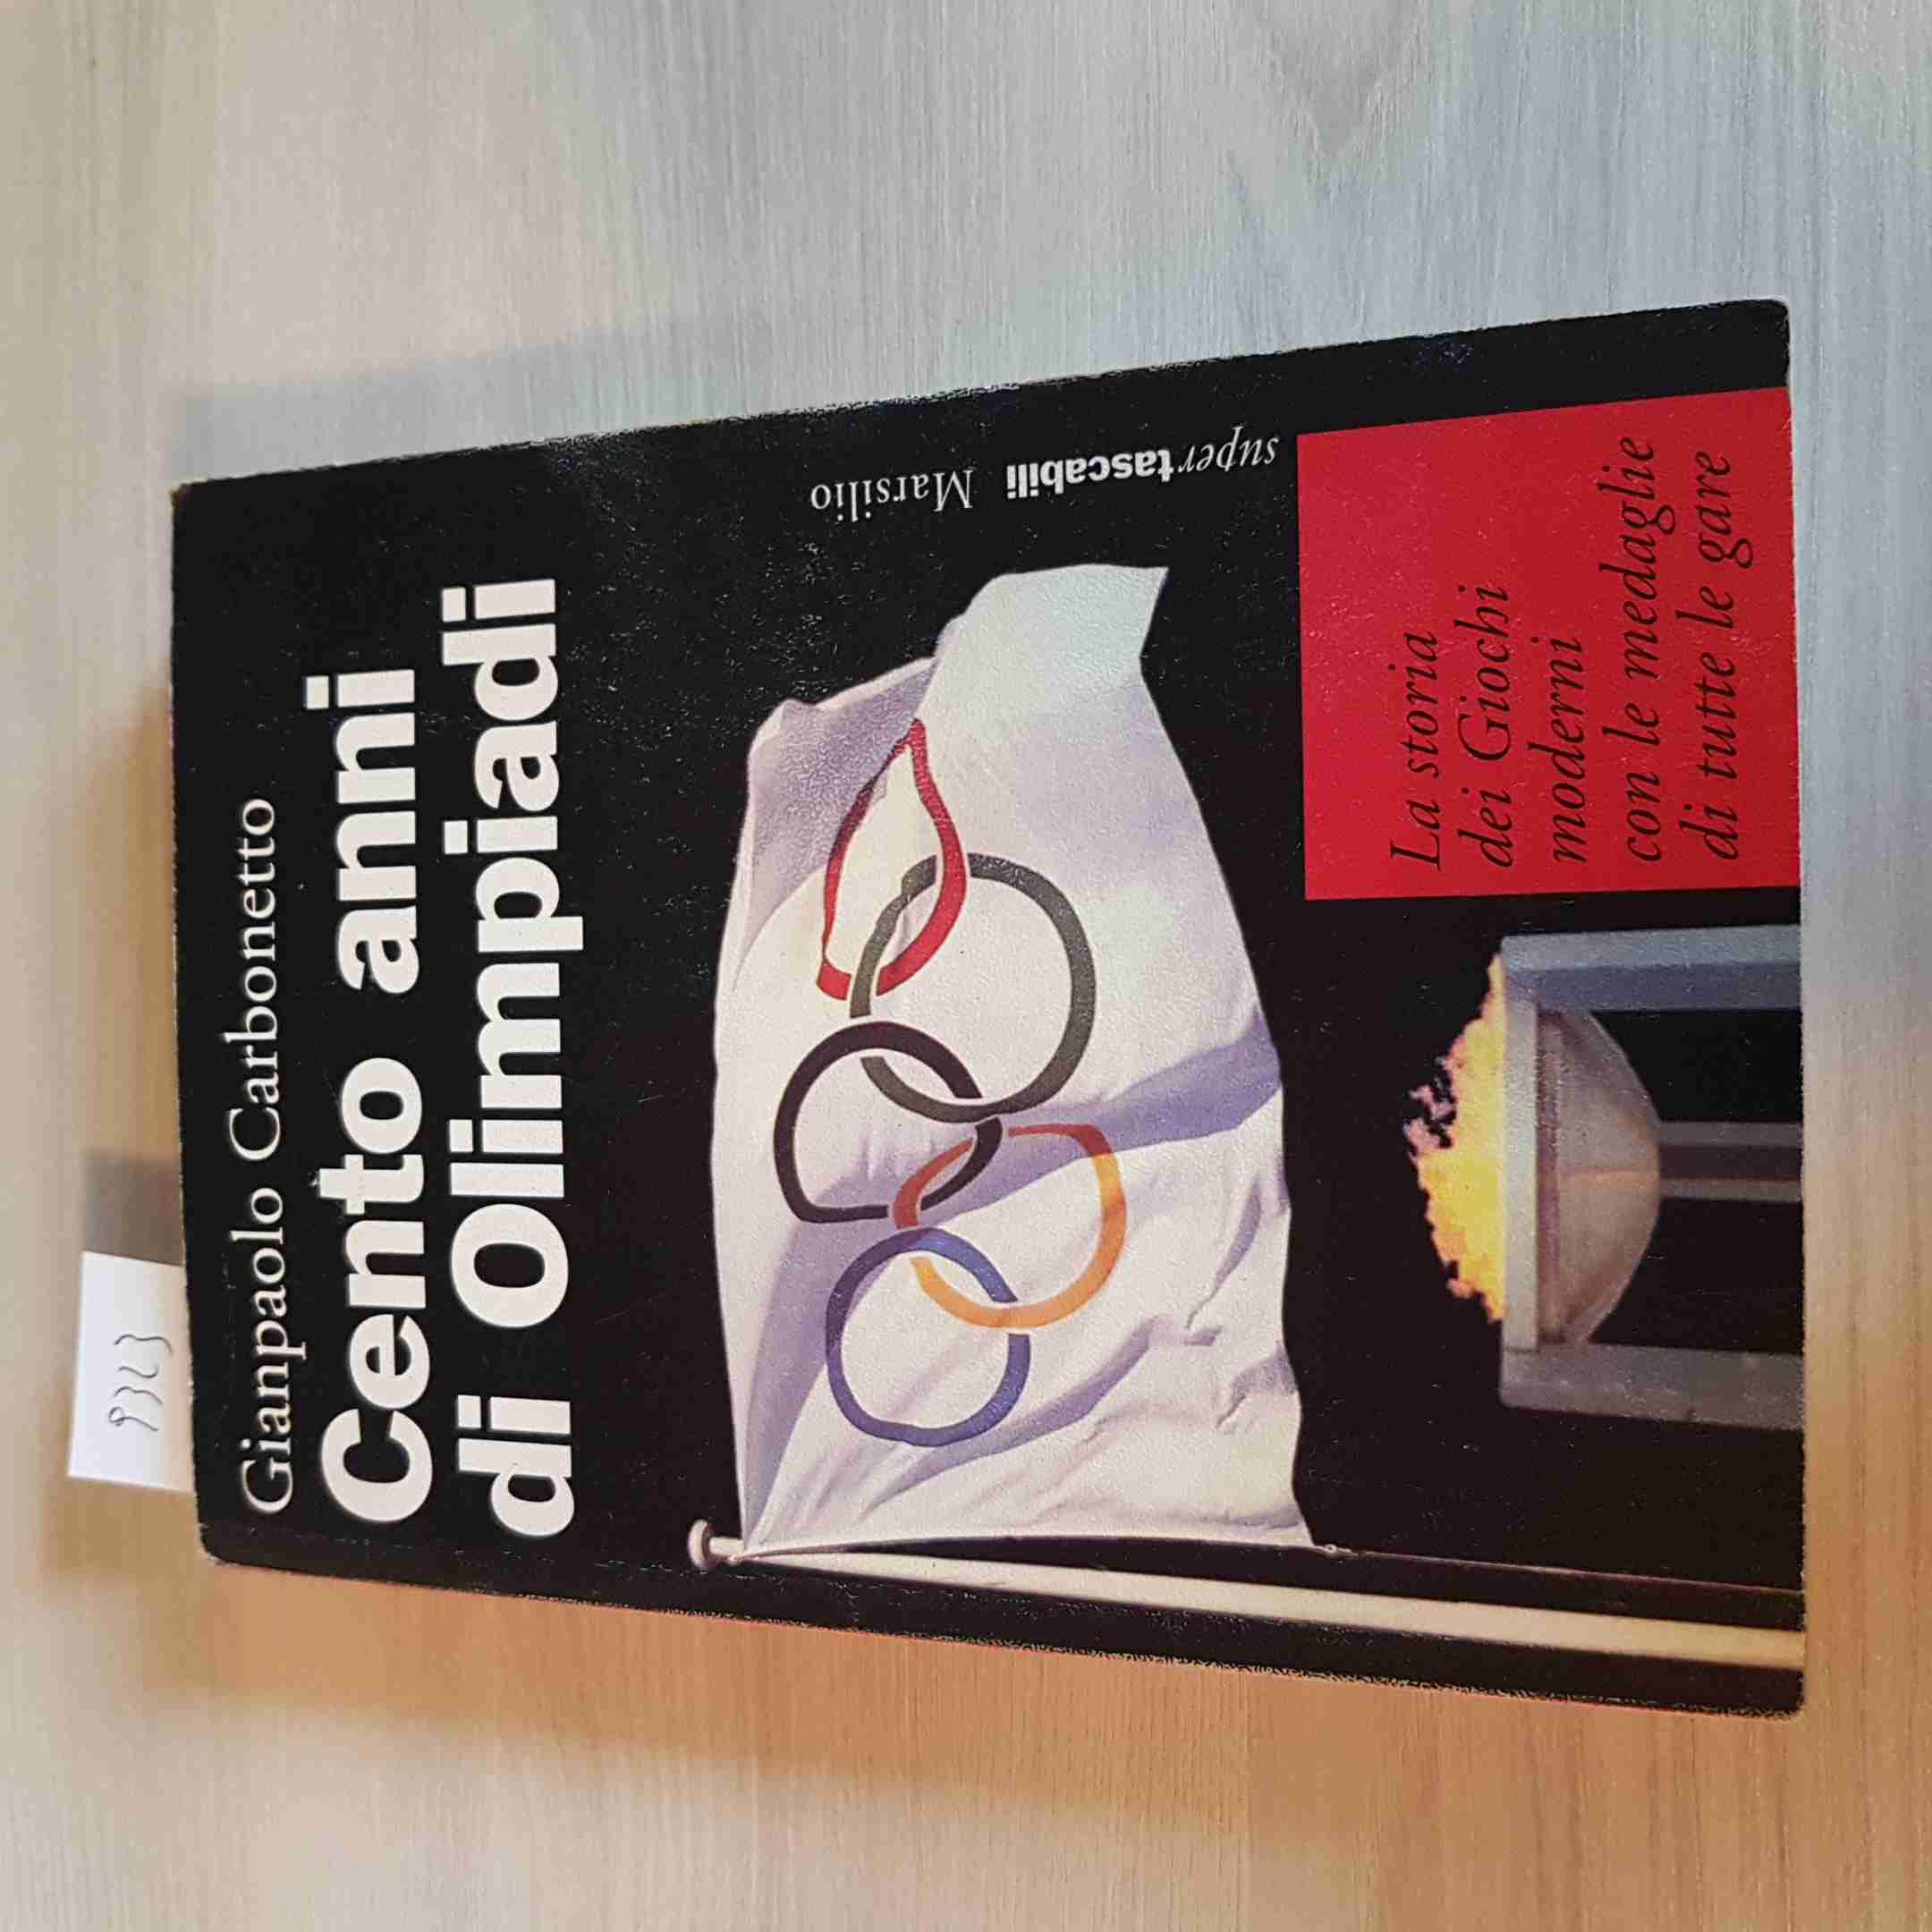 9323
Gianpaolo Carbonetto
Cento anni
di Olimpiadi
supertascabili Marsilio
La storia
dei Giochi
moderni
con le medaglie
di tutte le gare